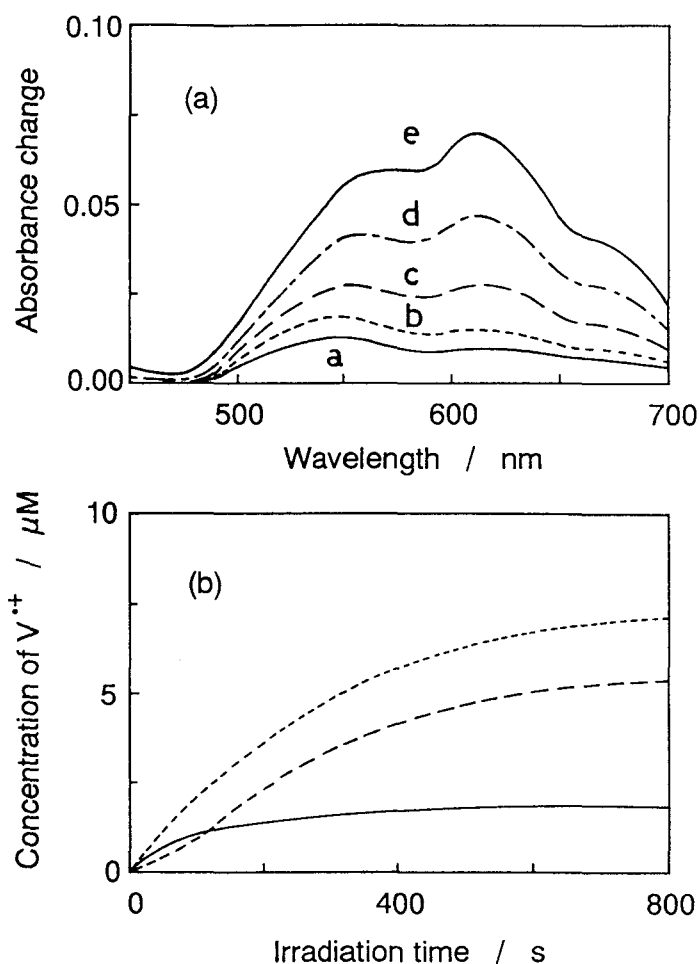 0.10
(a)
e
Absorbance change
0.05
d
c
b
a
0.00
500
600
700
Wavelength / nm
10
(b)
Concentration of V•+ / μM
5
0
0
400
800
Irradiation time / s